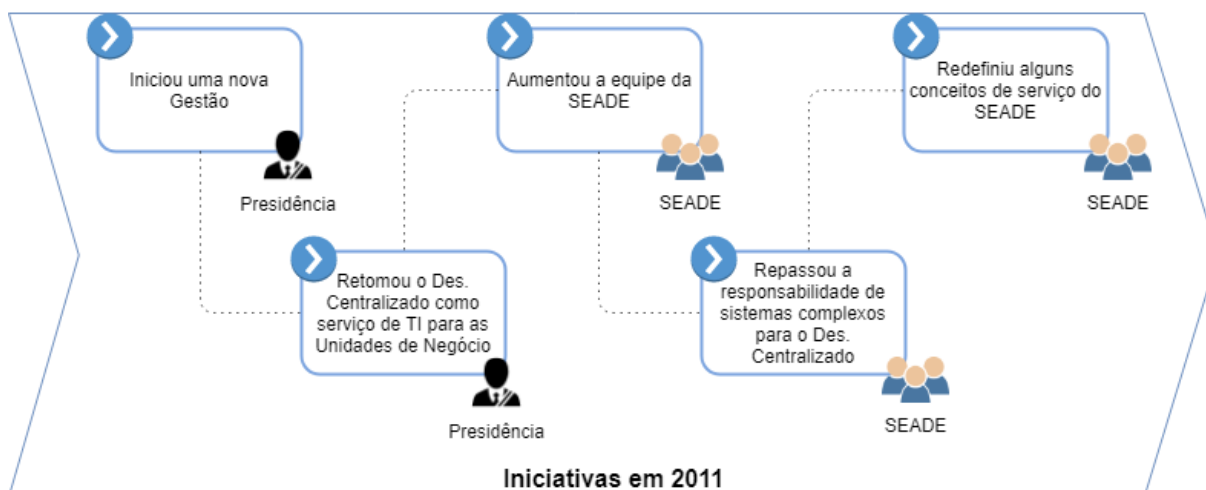 Iniciou uma nova
Gestão
Presidência
Retomou o Des.
Centralizado como
serviço de TI para as
Unidades de Negócio
Presidência
Aumentou a equipe da
SEADE
SEADE
Repassou a
responsabilidade de
sistemas complexos
para o Des.
Centralizado
SEADE
Redefiniu alguns
conceitos de serviço do
SEADE
SEADE
Iniciativas em 2011